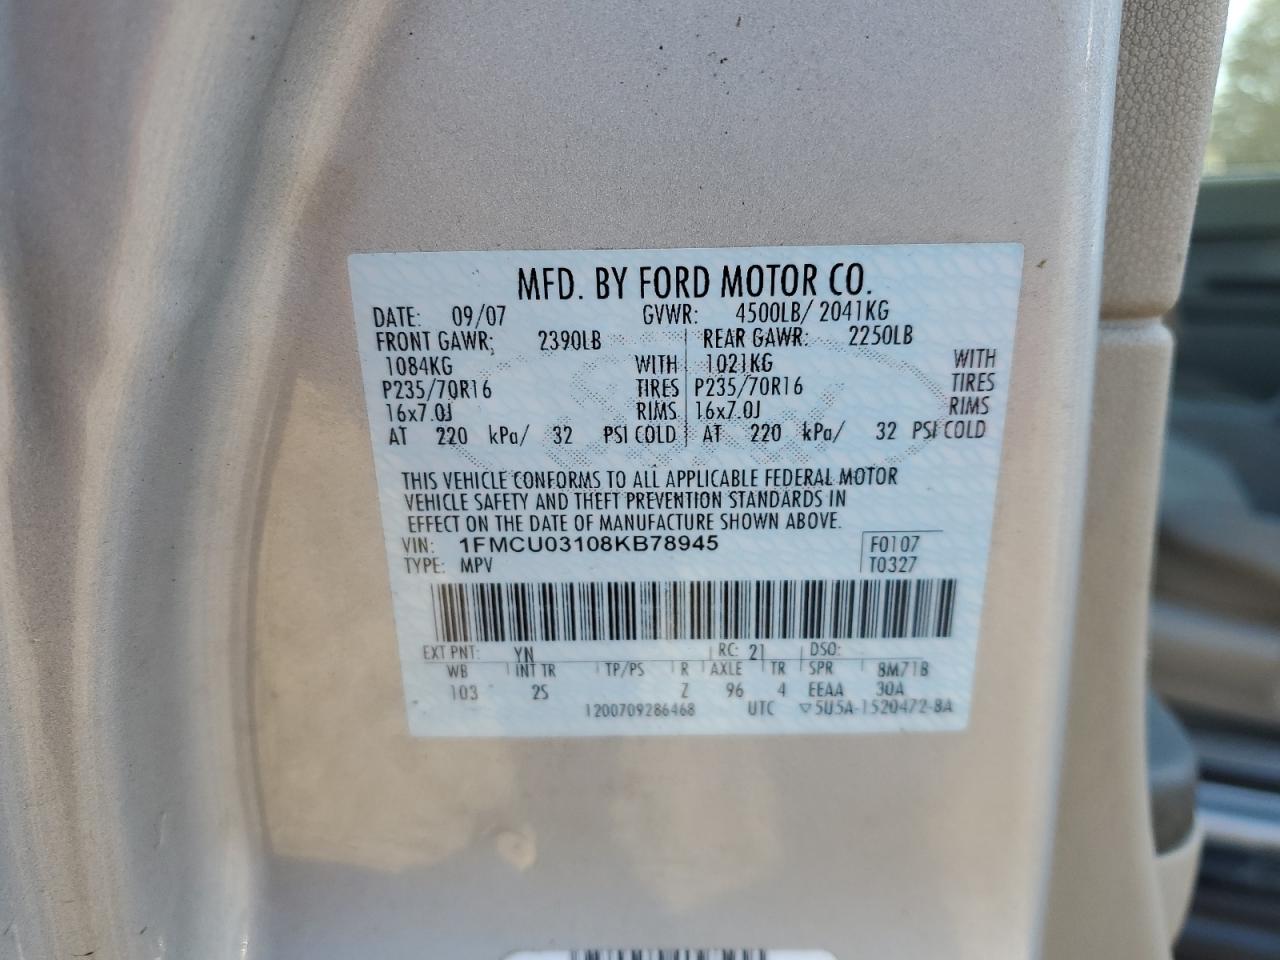 MFD. BY FORD MOTOR CO.
DATE: 09/07 GVWR: 4500LB/ 2041KG
FRONT GAWR: 2390LB REAR GAWR: 2250LB
1084KG WITH 1021KG WITH
P235/70R16 TIRES P235/70R16 TIRES
16x7.0J RIMS 16x7.0J RIMS
AT 220 kPa/ 32 PSI COLD AT 220 kPa/ 32 PSI COLD
THIS VEHICLE CONFORMS TO ALL APPLICABLE FEDERAL MOTOR
VEHICLE SAFETY AND THEFT PREVENTION STANDARDS IN
EFFECT ON THE DATE OF MANUFACTURE SHOWN ABOVE.
VIN: 1FMCU03108KB78945 F0107
TYPE: MPV T0327
EXT PNT: YN RC: 21 DSO:
WB INT TR TP/PS R AXLE TR SPR 8M71B
103 2S Z 96 4 EEAA 30A
1200709286468 UTC ▽5U5A-1520472-BA